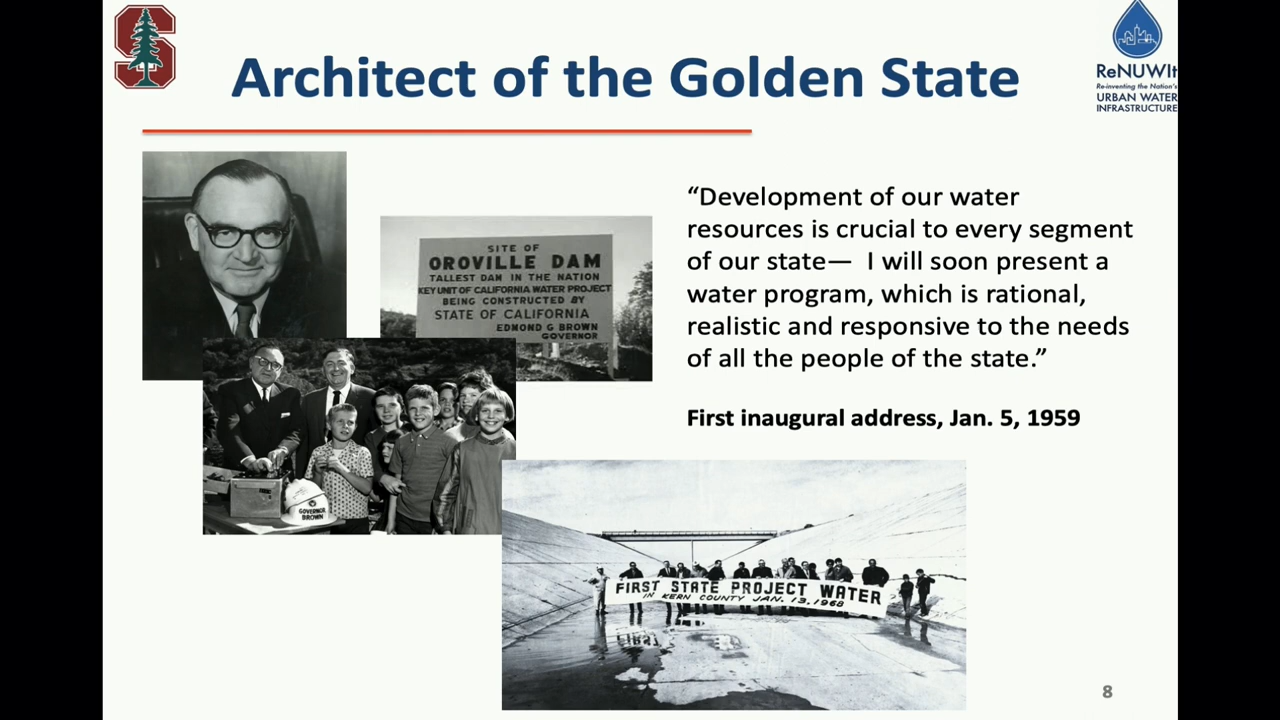 Architect of the Golden State
ReNUWIt
Re-inventing the Nation's
URBAN WATER
INFRASTRUCTURE
SITE OF
OROVILLE DAM
TALLEST DAM IN THE NATION
KEY UNIT OF CALIFORNIA WATER PROJECT
BEING CONSTRUCTED BY
STATE OF CALIFORNIA
EDMOND G BROWN
GOVERNOR
“Development of our water
resources is crucial to every segment
of our state— I will soon present a
water program, which is rational,
realistic and responsive to the needs
of all the people of the state.”
First inaugural address, Jan. 5, 1959
GOVERNOR
BROWN
FIRST STATE PROJECT WATER
IN KERN COUNTY JAN. 13, 1968
8